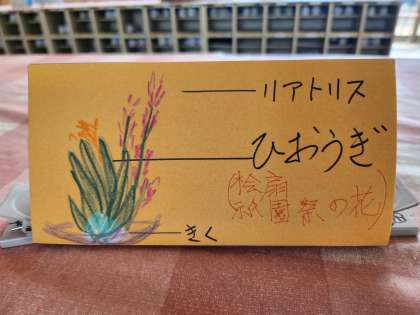 リアトリス
ひおうぎ
(桧扇
祇園祭の花)
きく